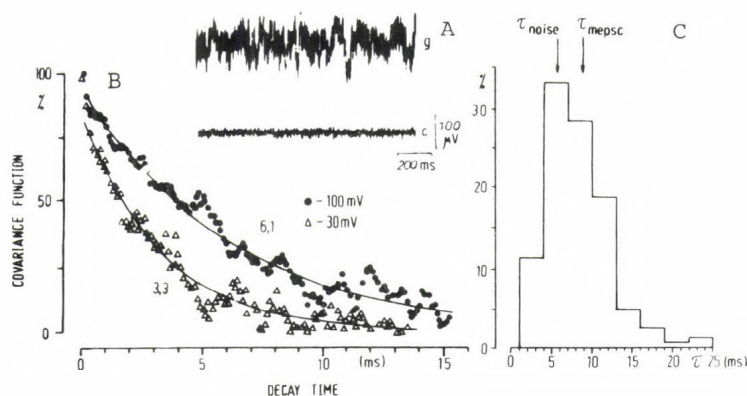 A
g
c
100 μV
200 ms
B
100
%
50
0
COVARIANCE FUNCTION
● -100 mV
△ -30 mV
6,1
3,3
0 5 10 (ms) 15
DECAY TIME
τnoise τmepsc C
%
30
20
10
0
0 5 10 15 20 τ 25 (ms)